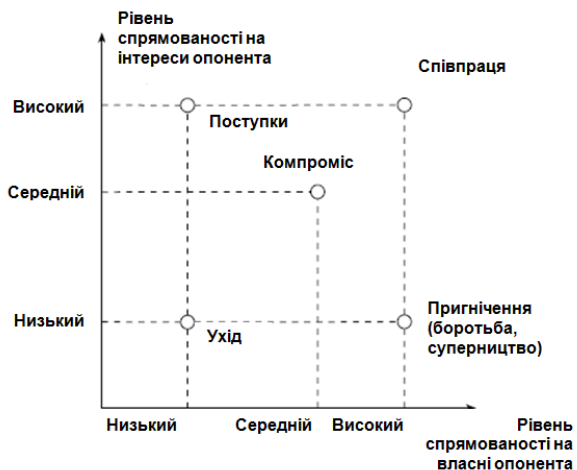 Рівень
спрямованості на
інтереси опонента
Співпраця
Високий
Поступки
Компроміс
Середній
Низький
Ухід
Пригнічення
(боротьба,
суперництво)
Низький
Середній
Високий
Рівень
спрямованості на
власні опонента